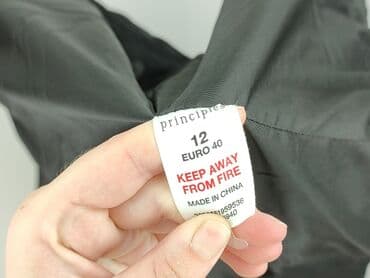 principles
12
EURO 40
KEEP AWAY
FROM FIRE
MADE IN CHINA